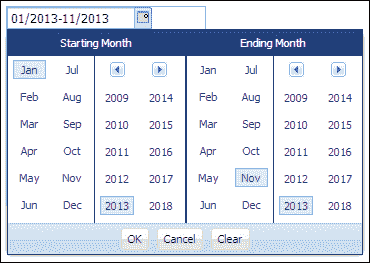 01/2013-11/2013
Starting Month Ending Month
Jan Jul Jan Jul
Feb Aug 2009 2014 Feb Aug 2009 2014
Mar Sep 2010 2015 Mar Sep 2010 2015
Apr Oct 2011 2016 Apr Oct 2011 2016
May Nov 2012 2017 May Nov 2012 2017
Jun Dec 2013 2018 Jun Dec 2013 2018
OK Cancel Clear